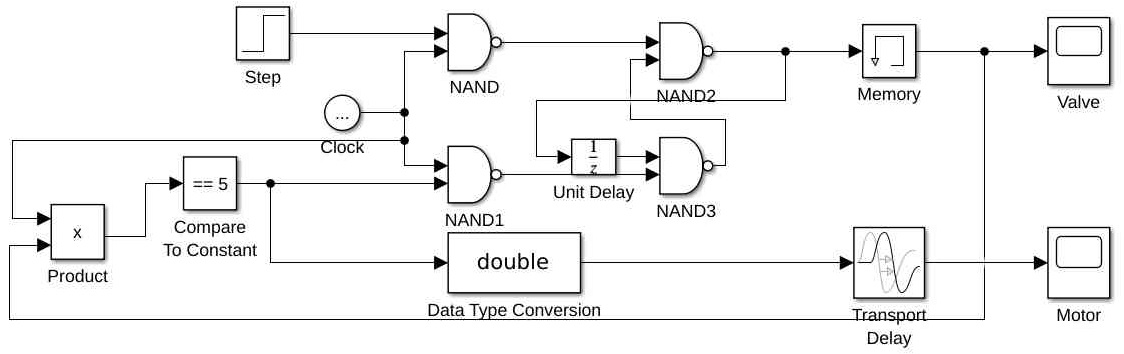 Step
NAND
NAND2
Memory
Valve
...
Clock
1
z
Unit Delay
NAND3
== 5
Compare
To Constant
NAND1
x
Product
double
Data Type Conversion
Transport
Delay
Motor